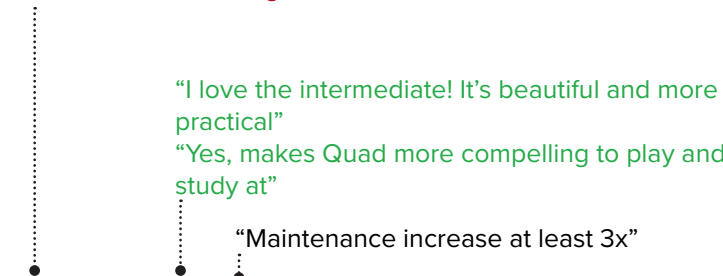 “I love the intermediate! It’s beautiful and more
practical”
“Yes, makes Quad more compelling to play and
study at”
“Maintenance increase at least 3x”